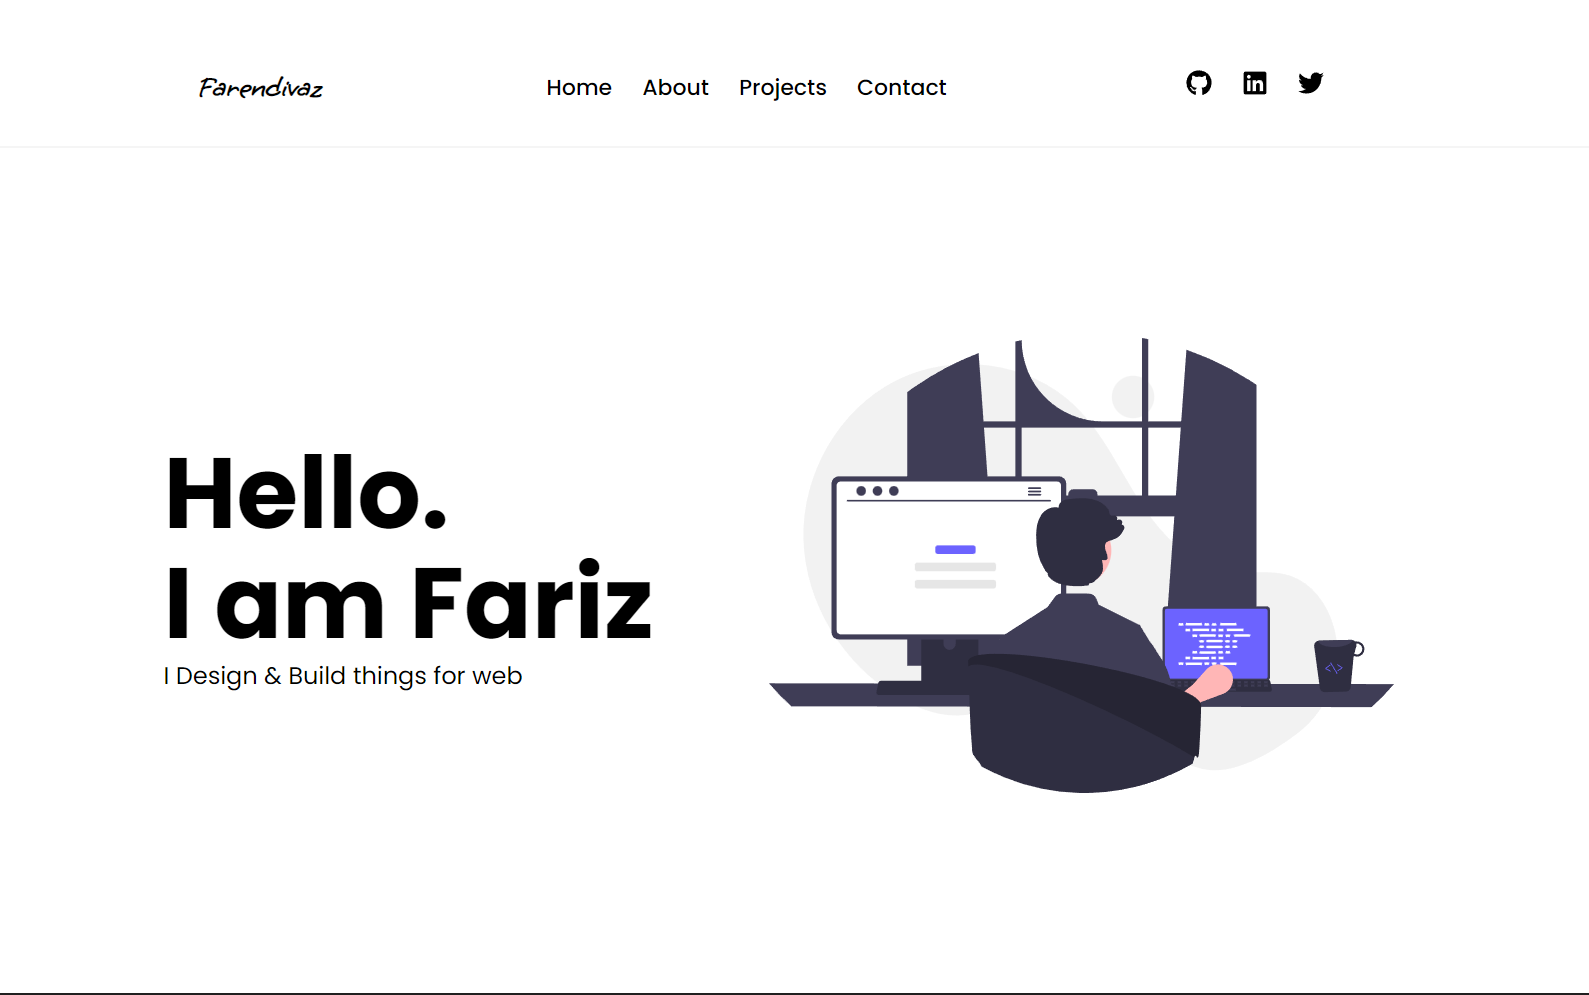 Farendivaz
Home About Projects Contact
Hello.
I am Fariz
I Design & Build things for web